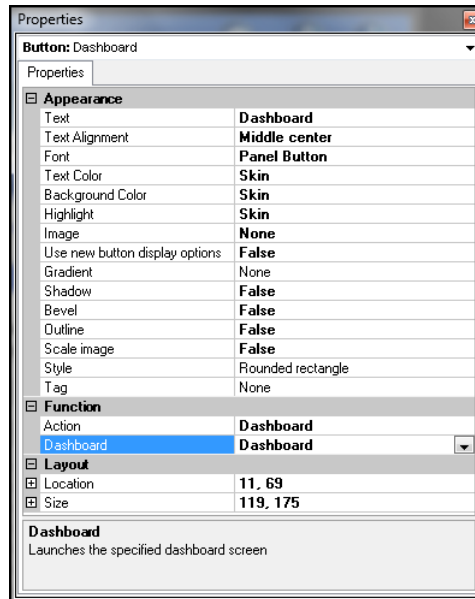 Properties
Button: Dashboard
Properties
Appearance
Text Dashboard
Text Alignment Middle center
Font Panel Button
Text Color Skin
Background Color Skin
Highlight Skin
Image None
Use new button display options False
Gradient None
Shadow False
Bevel False
Outline False
Scale image False
Style Rounded rectangle
Tag None
Function
Action Dashboard
Dashboard Dashboard
Layout
Location 11, 69
Size 119, 175
Dashboard
Launches the specified dashboard screen